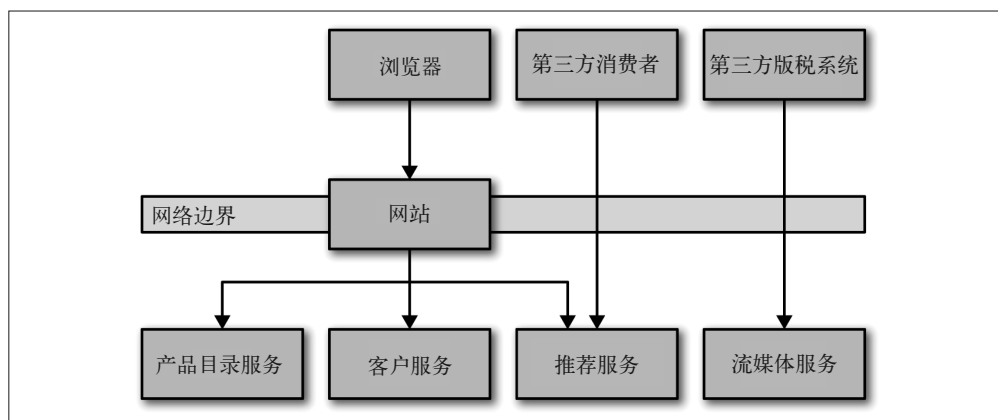 浏览器
第三方消费者
第三方版税系统
网络边界
网站
产品目录服务
客户服务
推荐服务
流媒体服务